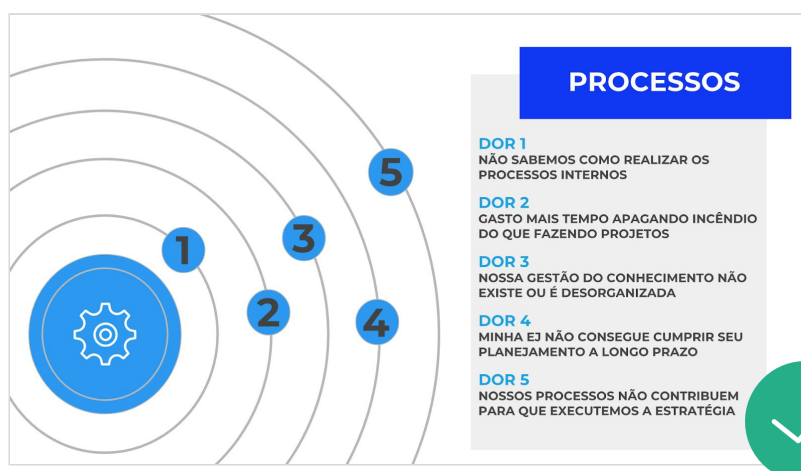 PROCESSOS
DOR 1
NÃO SABEMOS COMO REALIZAR OS
PROCESSOS INTERNOS
DOR 2
GASTO MAIS TEMPO APAGANDO INCÊNDIO
DO QUE FAZENDO PROJETOS
DOR 3
NOSSA GESTÃO DO CONHECIMENTO NÃO
EXISTE OU É DESORGANIZADA
DOR 4
MINHA EJ NÃO CONSEGUE CUMPRIR SEU
PLANEJAMENTO A LONGO PRAZO
DOR 5
NOSSOS PROCESSOS NÃO CONTRIBUEM
PARA QUE EXECUTEMOS A ESTRATÉGIA
1
2
3
4
5